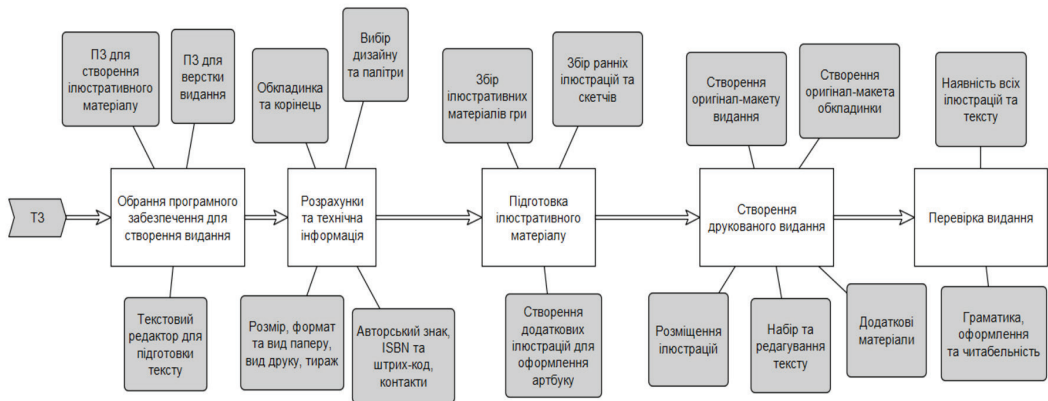 ПЗ для
створення
ілюстративного
матеріалу
ПЗ для
верстки
видання
Обкладинка
та корінець
Вибір
дизайну
та палітри
Збір
ілюстративних
матеріалів гри
Збір ранніх
ілюстрацій та
скетчів
Створення
оригінал-макету
видання
Створення
оригінал-макета
обкладинки
Наявність всіх
ілюстрацій та
тексту
ТЗ
Обрання програмного
забезпечення для
створення видання
Розрахунки
та технічна
інформація
Підготовка
ілюстративного
матеріалу
Створення
друкованого видання
Перевірка видання
Текстовий
редактор для
підготовки
тексту
Розмір, формат
та вид паперу,
вид друку, тираж
Авторський знак,
ISBN та
штрих-код,
контакти
Створення
додаткових
ілюстрацій для
оформлення
артбуку
Розміщення
ілюстрацій
Набір та
редагування
тексту
Додаткові
матеріали
Граматика,
оформлення
та читабельність